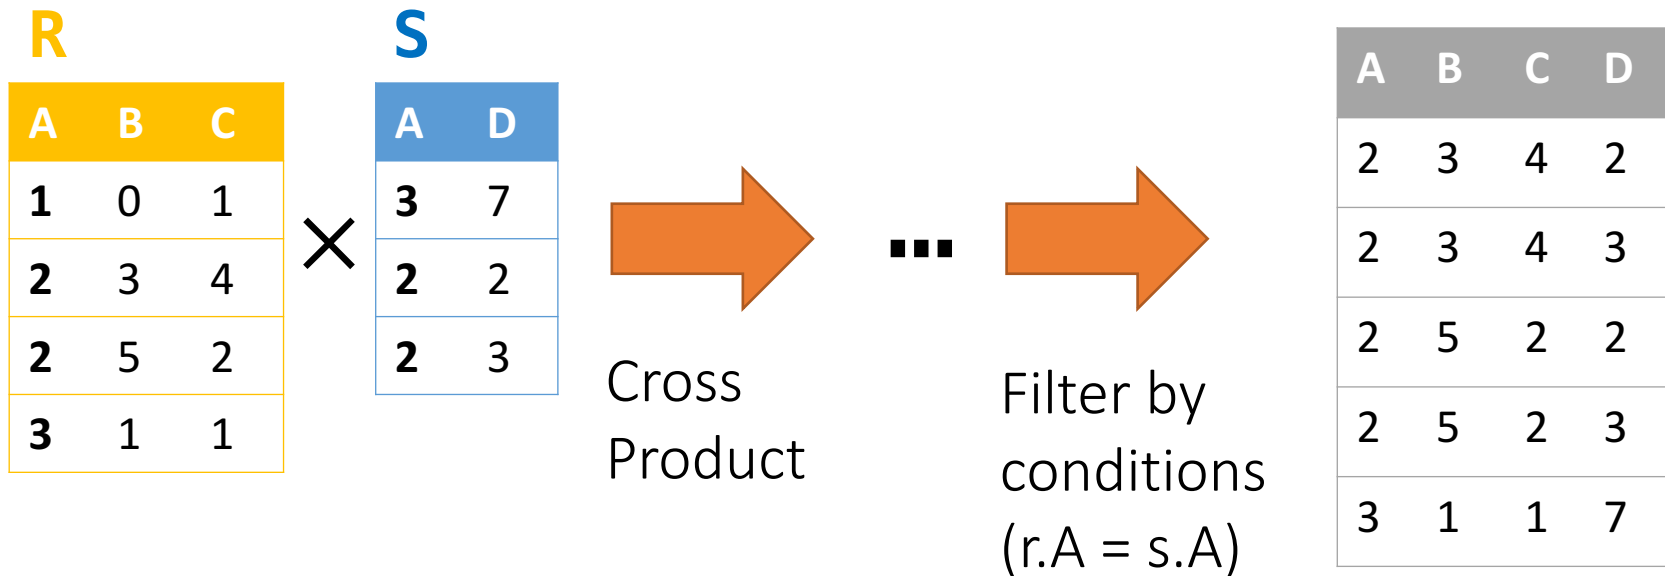 R
A B C
1 0 1
2 3 4
2 5 2
3 1 1
×
S
A D
3 7
2 2
2 3
Cross
Product
...
Filter by
conditions
(r.A = s.A)
A B C D
2 3 4 2
2 3 4 3
2 5 2 2
2 5 2 3
3 1 1 7